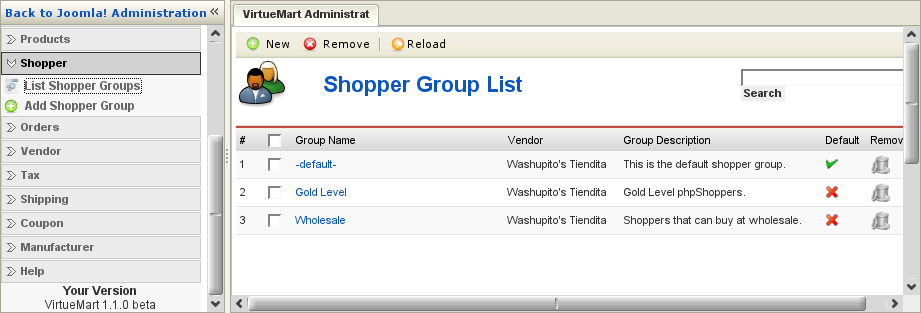 Back to Joomla! Administration «
Products
Shopper
List Shopper Groups
Add Shopper Group
Orders
Vendor
Tax
Shipping
Coupon
Manufacturer
Help
Your Version
VirtueMart 1.1.0 beta
VirtueMart Administrat
New Remove Reload
Shopper Group List
Search
# Group Name Vendor Group Description Default Remov
1 -default- Washupito's Tiendita This is the default shopper group.
2 Gold Level Washupito's Tiendita Gold Level phpShoppers.
3 Wholesale Washupito's Tiendita Shoppers that can buy at wholesale.